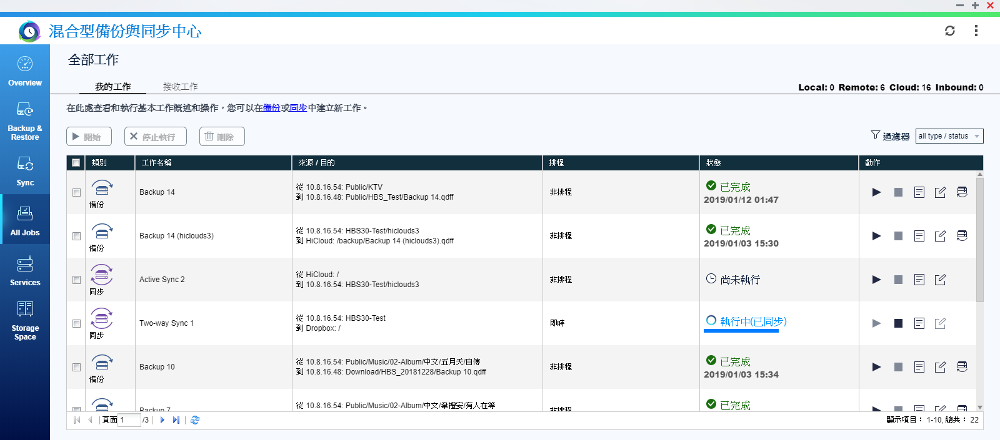 混合型備份與同步中心
Overview
Backup &
Restore
Sync
All Jobs
Services
Storage
Space
全部工作
我的工作 接收工作
Local: 0 Remote: 6 Cloud: 16 Inbound: 0
在此處查看和執行基本工作概述和操作，您可以在備份或同步中建立新工作。
開始 停止執行 刪除
過濾器 all type / status
類別 工作名稱 來源 / 目的 排程 狀態 動作
備份
Backup 14
從 10.8.16.54: Public/KTV
到 10.8.16.48: Public/HBS_Test/Backup 14.qdff
非排程
已完成
2019/01/12 01:47
備份
Backup 14 (hiclouds3)
從 10.8.16.54: HBS30-Test/hiclouds3
到 HiCloud: /backup/Backup 14 (hiclouds3).qdff
非排程
已完成
2019/01/03 15:30
同步
Active Sync 2
從 HiCloud: /
到 10.8.16.54: HBS30-Test/hiclouds3
非排程
尚未執行
同步
Two-way Sync 1
從 10.8.16.54: HBS30-Test
到 Dropbox: /
即時
執行中(已同步)
備份
Backup 10
從 10.8.16.54: Public/Music/02-Album/中文/五月天/自傳
到 10.8.16.48: Download/HBS_20181228/Backup 10.qdff
非排程
已完成
2019/01/03 15:34
Backup 7
從 10.8.16.54: Public/Music/02-Album/中文/韋禮安/有人在等
非排程
已完成
頁面 1 /3
顯示項目： 1-10, 總共： 22